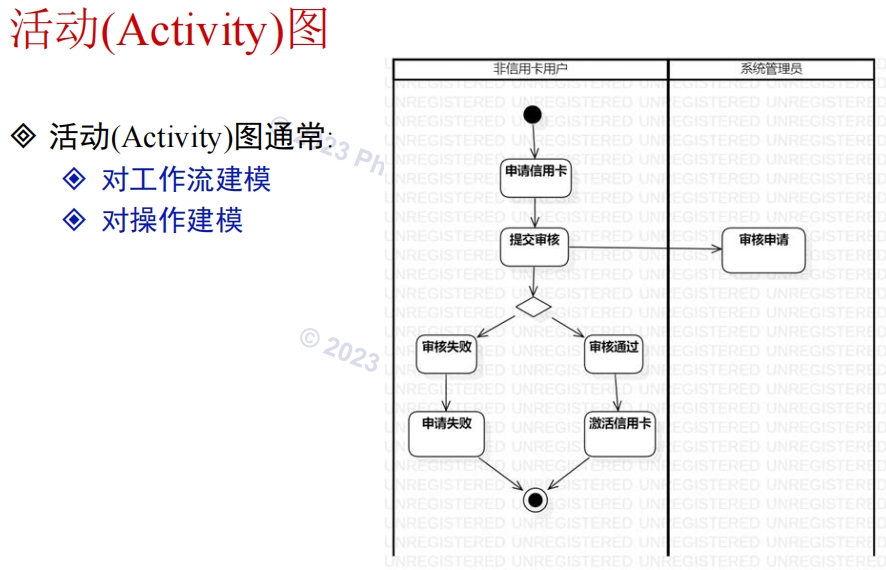 活动(Activity)图
活动(Activity)图通常:
对工作流建模
对操作建模
© 2023 Ph
© 2023
非信用卡用户
系统管理员
申请信用卡
提交审核
审核申请
审核失败
审核通过
申请失败
激活信用卡
UNREGISTERED UNREGISTERED UNREGISTERED UNREGISTERED